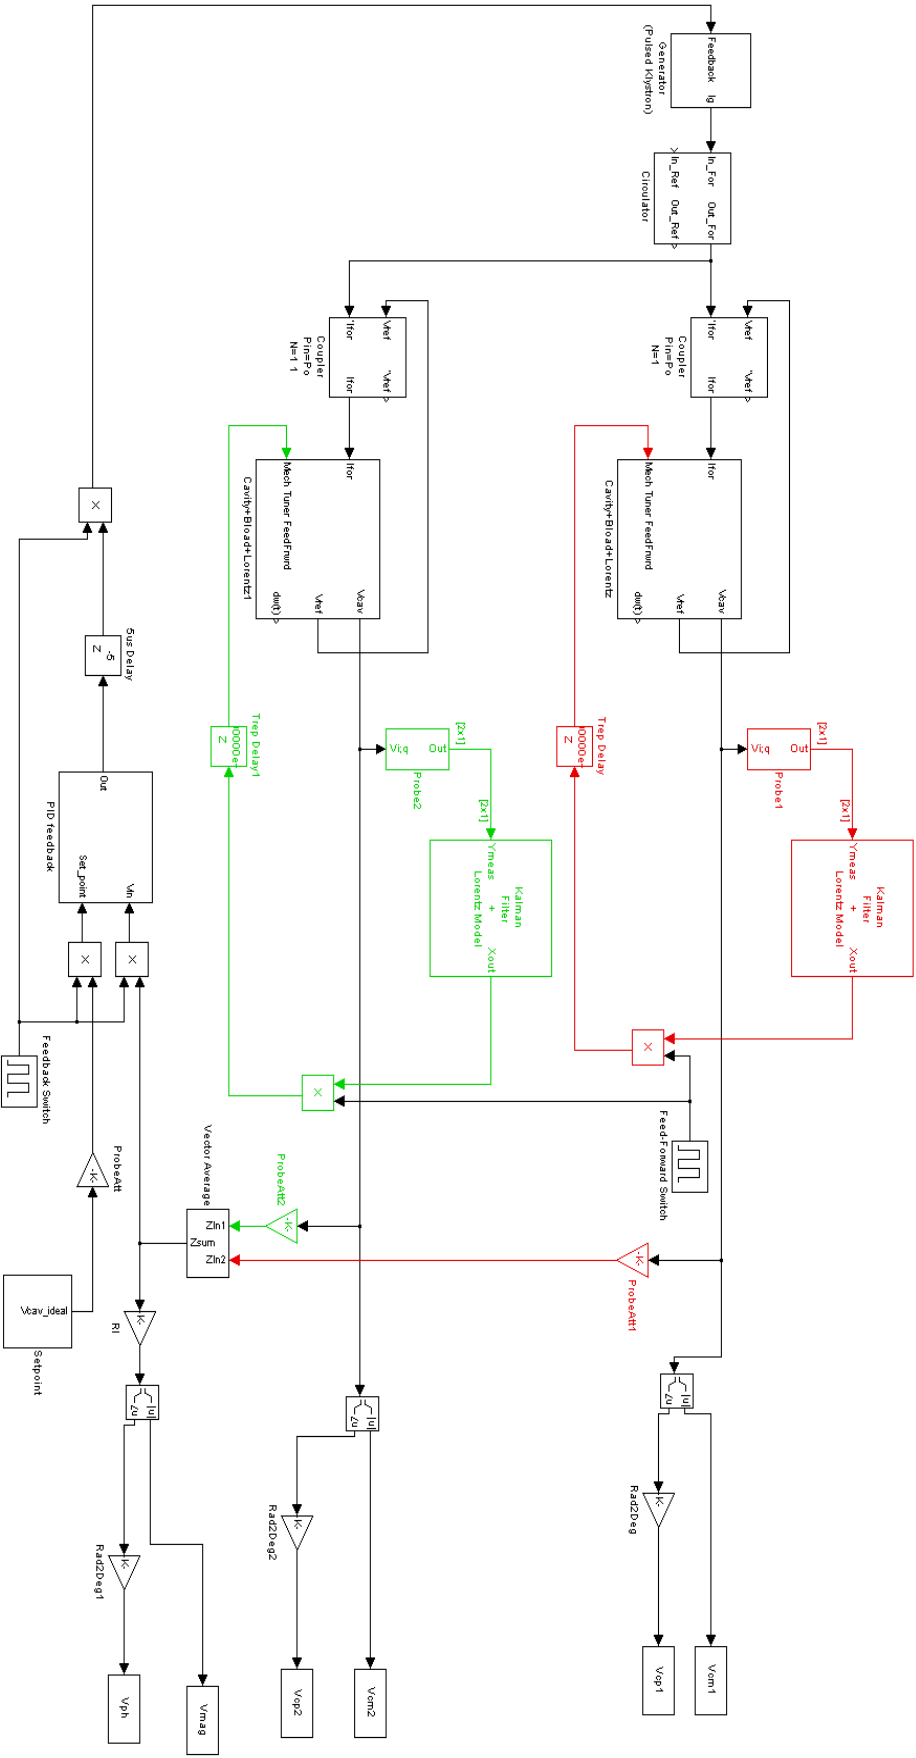 Feedback Ig
Generator
(Pulsed Klystron)
In_For Out_For
In_Ref Out_Ref
Circulator
Vref "Vref
"Ifor Ifor
Coupler
Pin=Po
N=1
Ifor
Mech Tuner FeedFrwrd
Vcav
Vref
dw(t)
Cavity+Bload+Lorentz
Trep Delay
Z
Vi;q Out
Probe1
[2x1]
[2x1]
Ymeas Xout
Kalman
Filter
+
Lorentz Model
X
Feed-Forward Switch
-K-
ProbeAtt1
|u|
∠u
K-
Rad2Deg
Vcm1
Vcp1
Vref "Vref
"Ifor Ifor
Coupler
Pin=Po
N=1 1
Ifor
Mech Tuner FeedFrwrd
Vcav
Vref
dw(t)
Cavity+Bload+Lorentz1
Trep Delay1
Z
Vi;q Out
Probe2
[2x1]
[2x1]
Ymeas Xout
Kalman
Filter
+
Lorentz Model
X
-K-
ProbeAtt2
|u|
∠u
K-
Rad2Deg2
Vcm2
Vcp2
Vector Average
ZIn1
Zsum
ZIn2
X
5us Delay
-5
Z
Out
Vin
Set_point
PID feedback
X
X
Feedback Switch
-K-
ProbeAtt
Vcav_ideal
Setpoint
K-
RI
|u|
∠u
K-
Rad2Deg1
Vmag
Vph